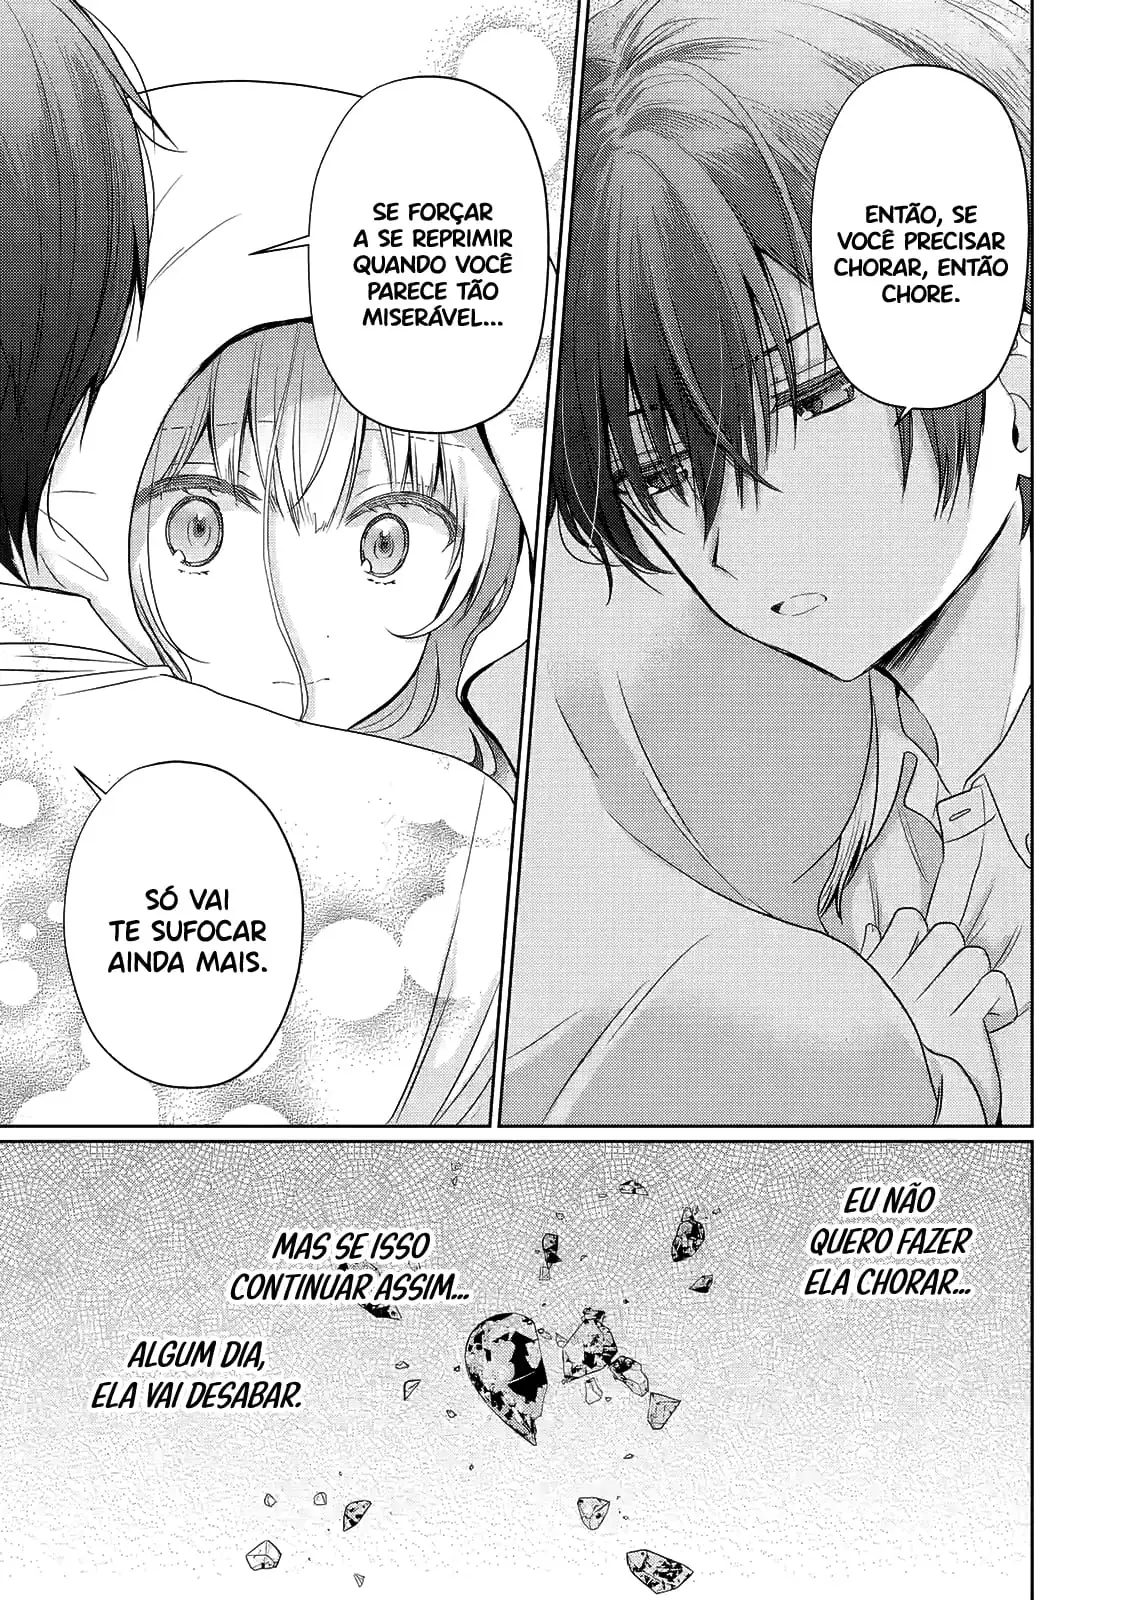 ENTÃO, SE
VOCÊ PRECISAR
CHORAR, ENTÃO
CHORE.
SE FORÇAR
A SE REPRIMIR
QUANDO VOCÊ
PARECE TÃO
MISERÁVEL...
SÓ VAI
TE SUFOCAR
AINDA MAIS.
EU NÃO
QUERO FAZER
ELA CHORAR...
MAS SE ISSO
CONTINUAR ASSIM...
ALGUM DIA,
ELA VAI DESABAR.